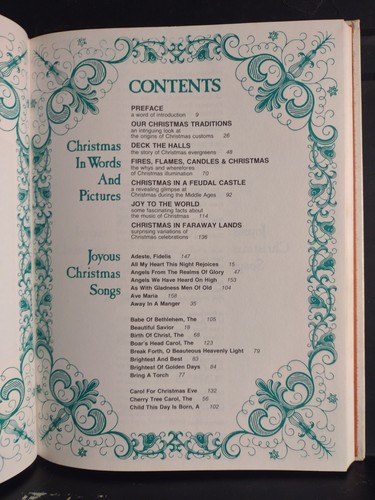 CONTENTS
Christmas
In Words
And
Pictures
PREFACE
a word of introduction 6
OUR CHRISTMAS TRADITIONS
an intriguing look at
the origins of Christmas customs 26
DECK THE HALLS
the story of Christmas evergreens 48
FIRES, FLAMES, CANDLES & CHRISTMAS
the whys and wherefores
of Christmas illumination 70
CHRISTMAS IN A FEUDAL CASTLE
a revealing glimpse at
Christmas during the Middle Ages 92
JOY TO THE WORLD
some fascinating facts about
the music of Christmas 114
CHRISTMAS IN FARAWAY LANDS
surprising variations of
Christmas celebrations 136
Joyous
Christmas
Songs
Adeste, Fidelis 147
All My Heart This Night Rejoices 15
Angels From The Realms Of Glory 47
Angels We Have Heard On High 153
As With Gladness Men Of Old 104
Ave Maria 158
Away In A Manger 35
Babe Of Bethlehem, The 105
Beautiful Savior 18
Birth Of Christ, The 68
Boar's Head Carol, The 123
Break Forth, O Beauteous Heavenly Light 79
Brightest And Best 83
Brightest Of Golden Days 84
Bring A Torch 77
Carol For Christmas Eve 132
Cherry Tree Carol, The 56
Child This Day Is Born, A 102